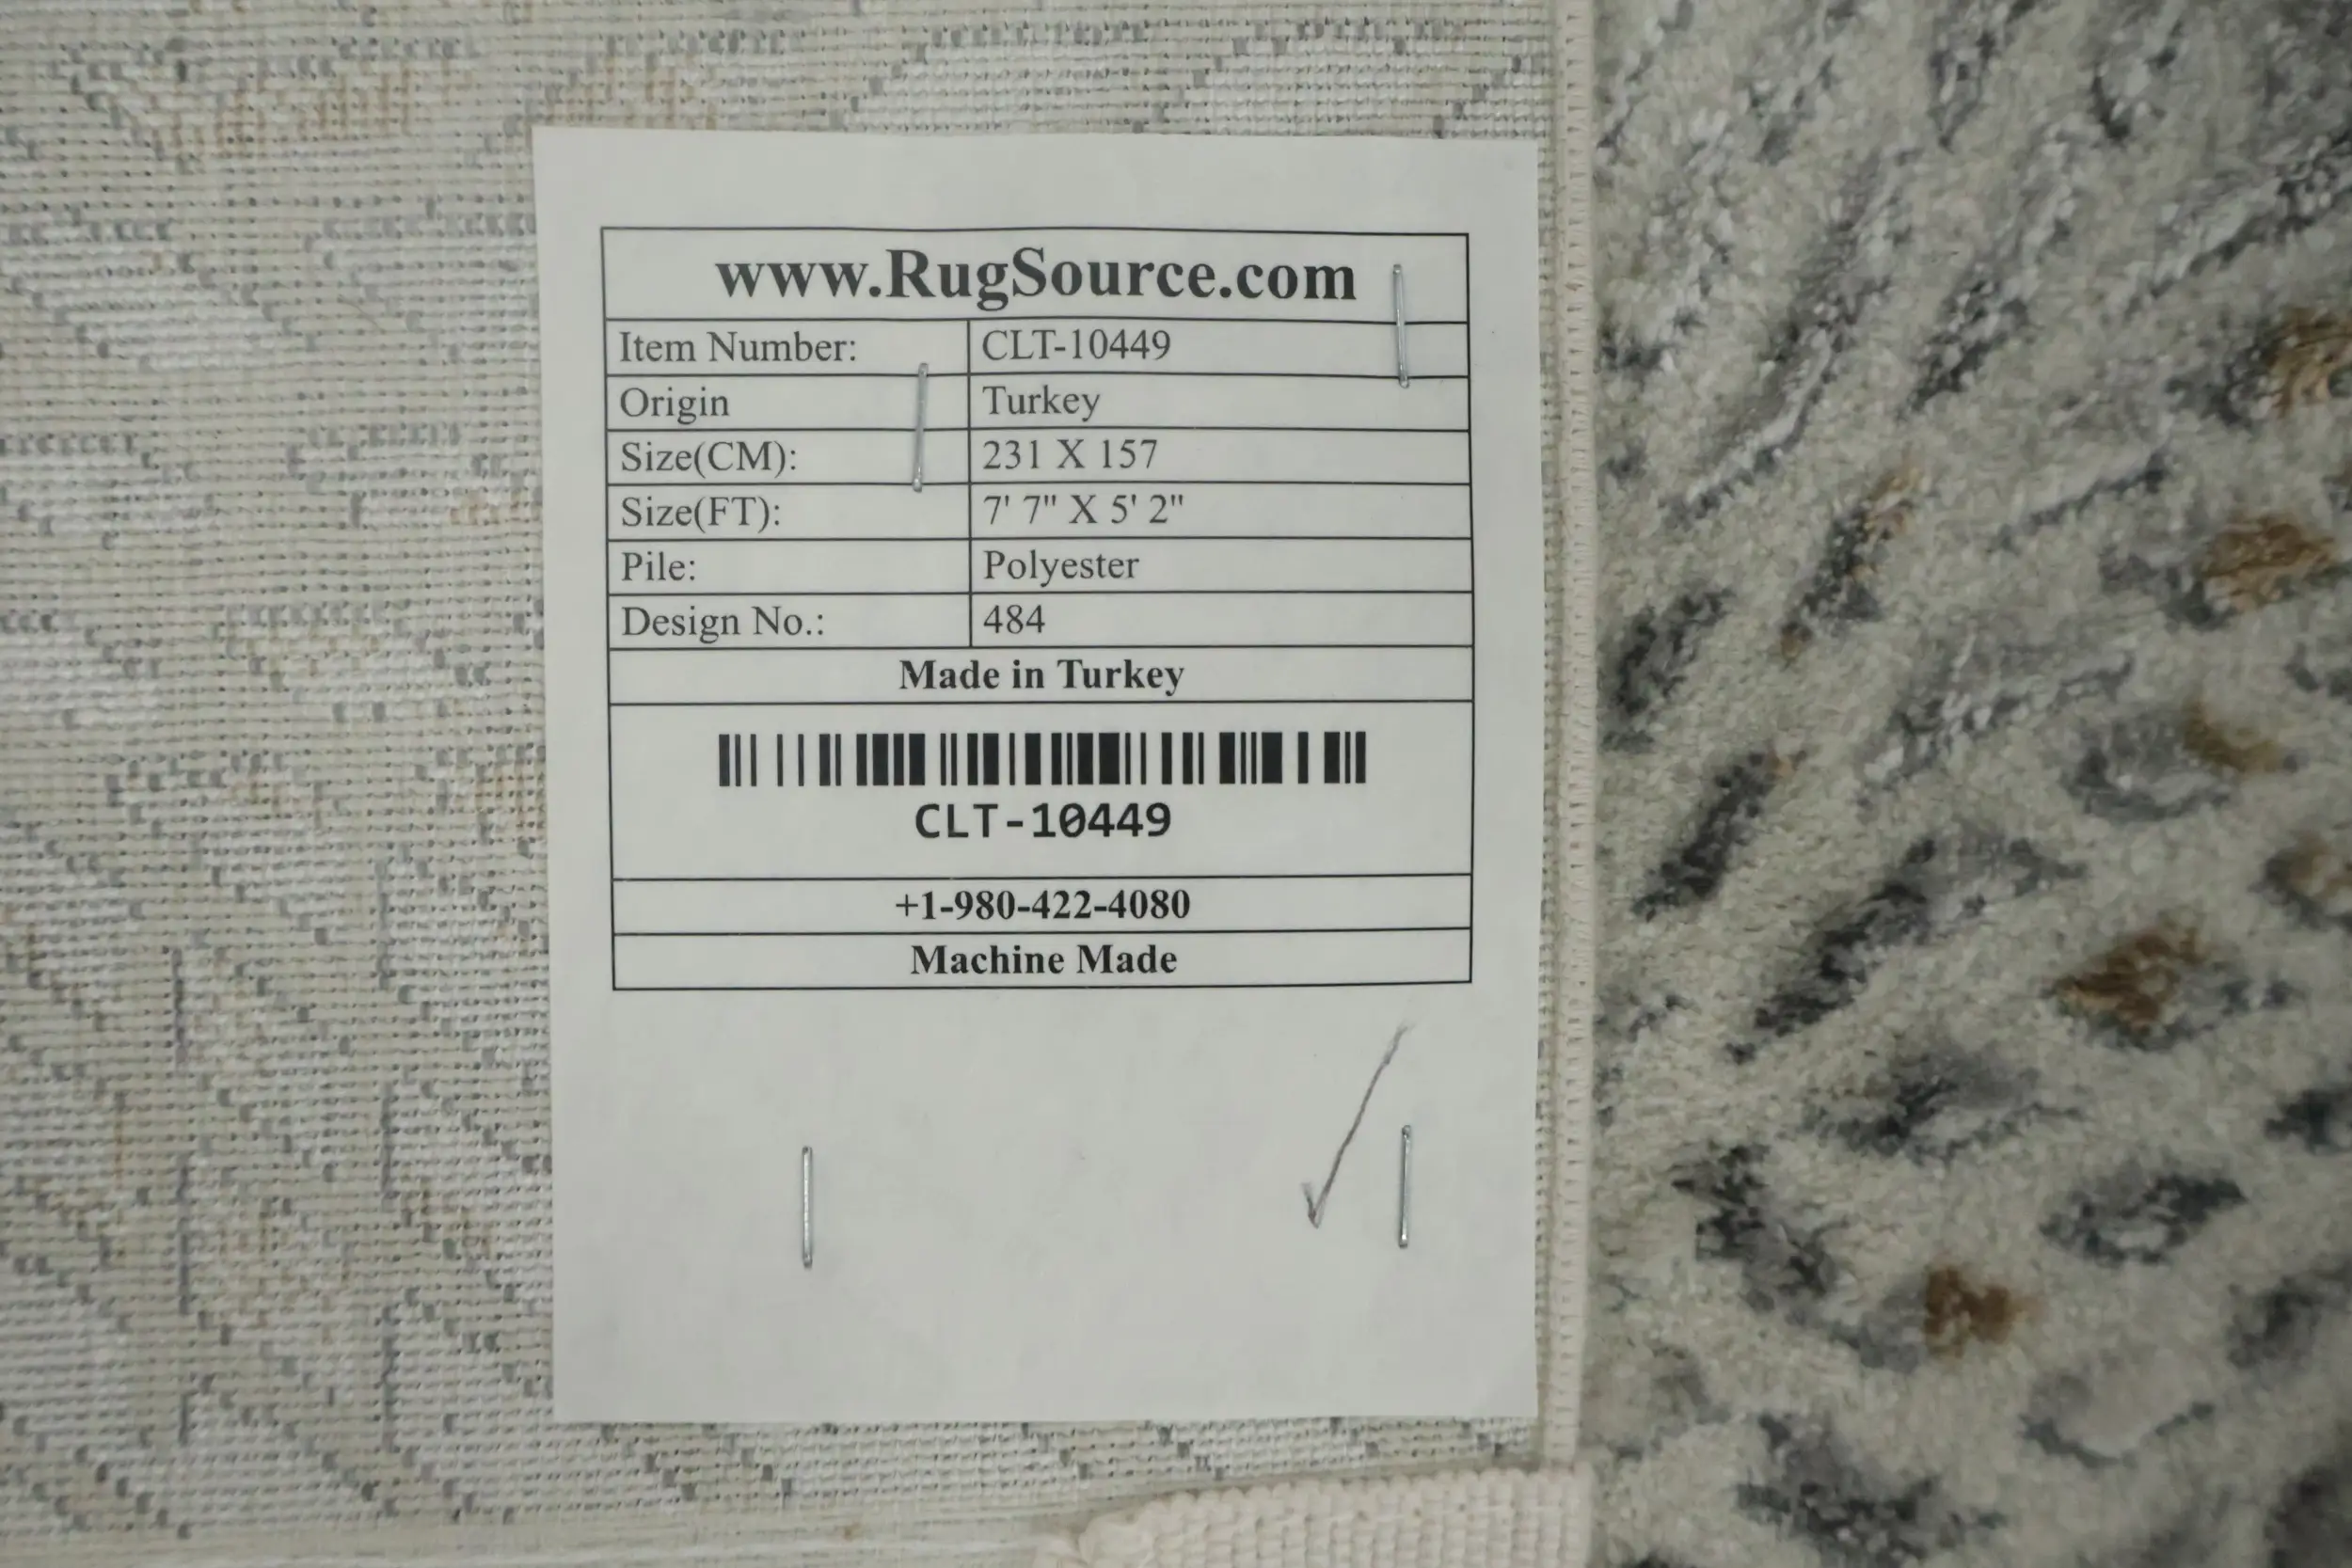 www.RugSource.com
Item Number: CLT-10449
Origin Turkey
Size(CM): 231 X 157
Size(FT): 7' 7" X 5' 2"
Pile: Polyester
Design No.: 484
Made in Turkey
CLT-10449
+1-980-422-4080
Machine Made